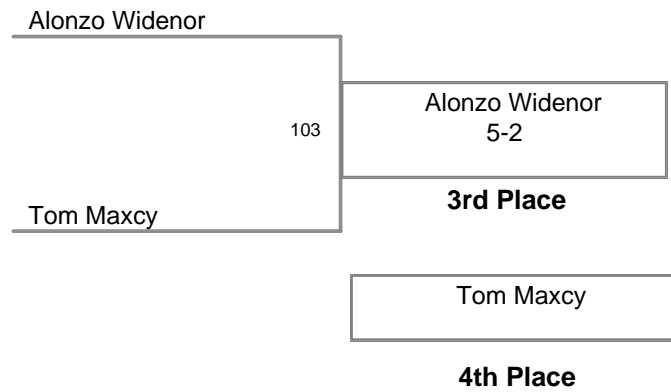 Alonzo Widenor
103
Alonzo Widenor
5-2
Tom Maxcy
3rd Place
Tom Maxcy
4th Place